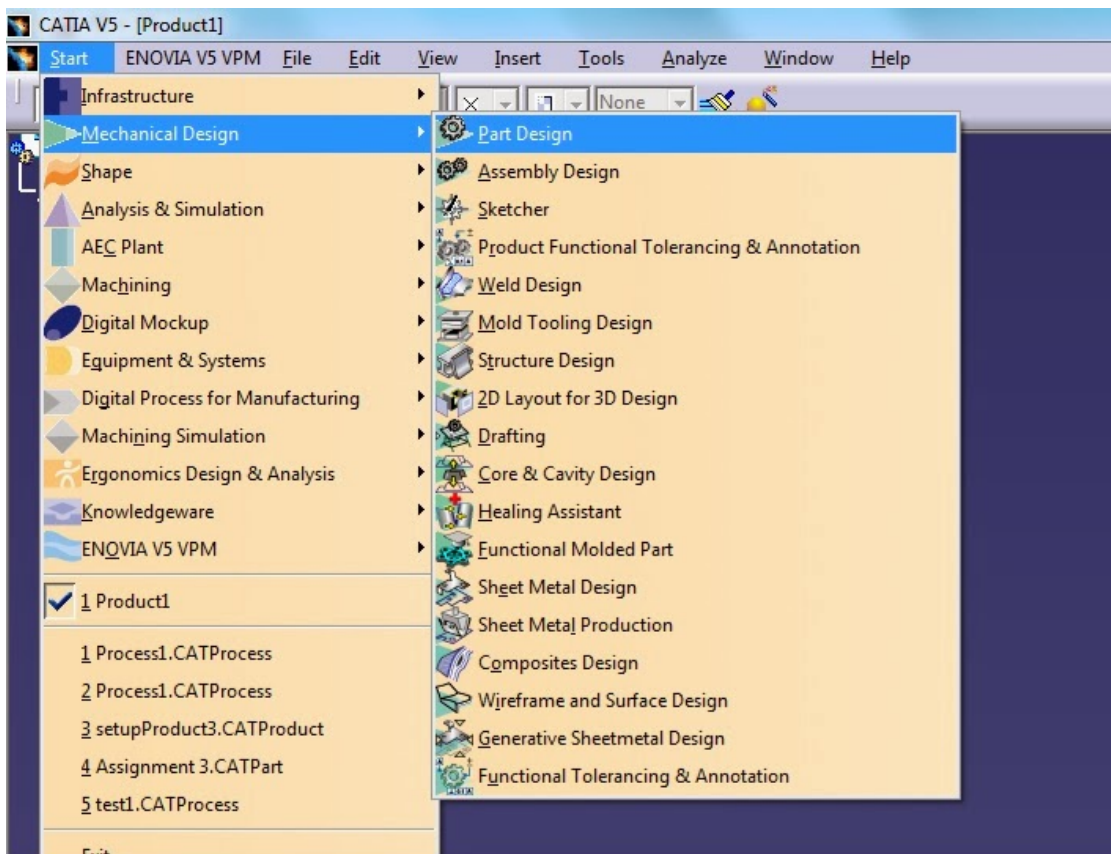 CATIA V5 - [Product1]
Start ENOVIA V5 VPM File Edit View Insert Tools Analyze Window Help
None
Infrastructure
Mechanical Design
Shape
Analysis & Simulation
AEC Plant
Machining
Digital Mockup
Equipment & Systems
Digital Process for Manufacturing
Machining Simulation
Ergonomics Design & Analysis
Knowledgeware
ENOVIA V5 VPM
1 Product1
1 Process1.CATProcess
2 Process1.CATProcess
3 setupProduct3.CATProduct
4 Assignment 3.CATPart
5 test1.CATProcess
Exit
Part Design
Assembly Design
Sketcher
Product Functional Tolerancing & Annotation
Weld Design
Mold Tooling Design
Structure Design
2D Layout for 3D Design
Drafting
Core & Cavity Design
Healing Assistant
Functional Molded Part
Sheet Metal Design
Sheet Metal Production
Composites Design
Wireframe and Surface Design
Generative Sheetmetal Design
Functional Tolerancing & Annotation